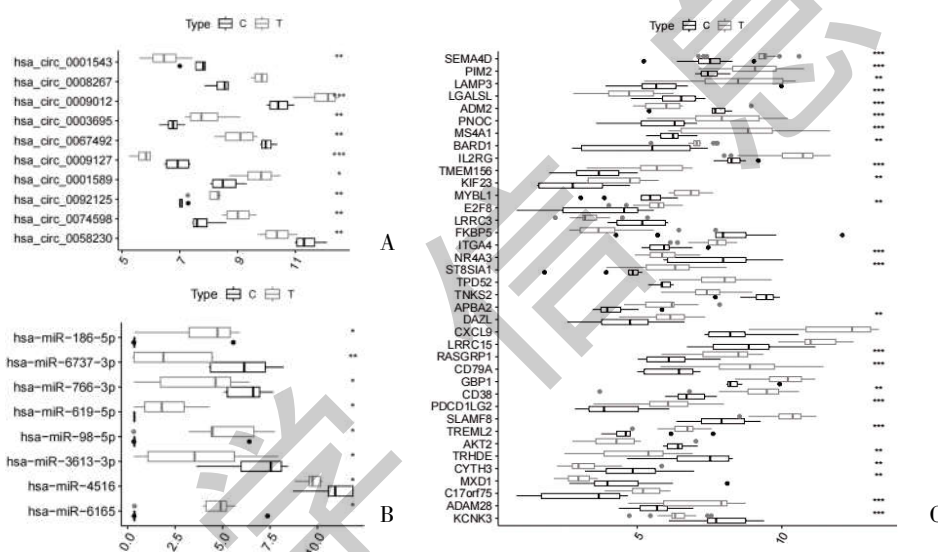 Type C T
hsa_circ_0001543 **
hsa_circ_0008267
hsa_circ_0009012 ***
hsa_circ_0003695 **
hsa_circ_0067492 **
hsa_circ_0009127 ***
hsa_circ_0001589 *
hsa_circ_0092125 **
hsa_circ_0074598 **
hsa_circ_0058230 **
5 7 9 11
A
Type C T
hsa-miR-186-5p *
hsa-miR-6737-3p **
hsa-miR-766-3p *
hsa-miR-619-5p *
hsa-miR-98-5p *
hsa-miR-3613-3p *
hsa-miR-4516 *
hsa-miR-6165 *
0.0 2.5 5.0 7.5 10.0
B
Type C T
SEMA4D ***
PIM2 ***
LAMP3 **
LGALSL ***
ADM2 ***
PNOC ***
MS4A1 ***
BARD1 **
IL2RG
TMEM156 ***
KIF23 **
MYBL1
E2F8 **
LRRC3
FKBP5
ITGA4
NR4A3 ***
ST8SIA1 ***
TPD52
TNKS2
APBA2
DAZL **
CXCL9
LRRC15
RASGRP1 ***
CD79A ***
GBP1
CD38 **
PDCD1LG2 ***
SLAMF8
TREML2 ***
AKT2
TRHDE **
CYTH3 **
MXD1 **
C17orf75
ADAM28 ***
KCNK3 ***
5 10
学信息